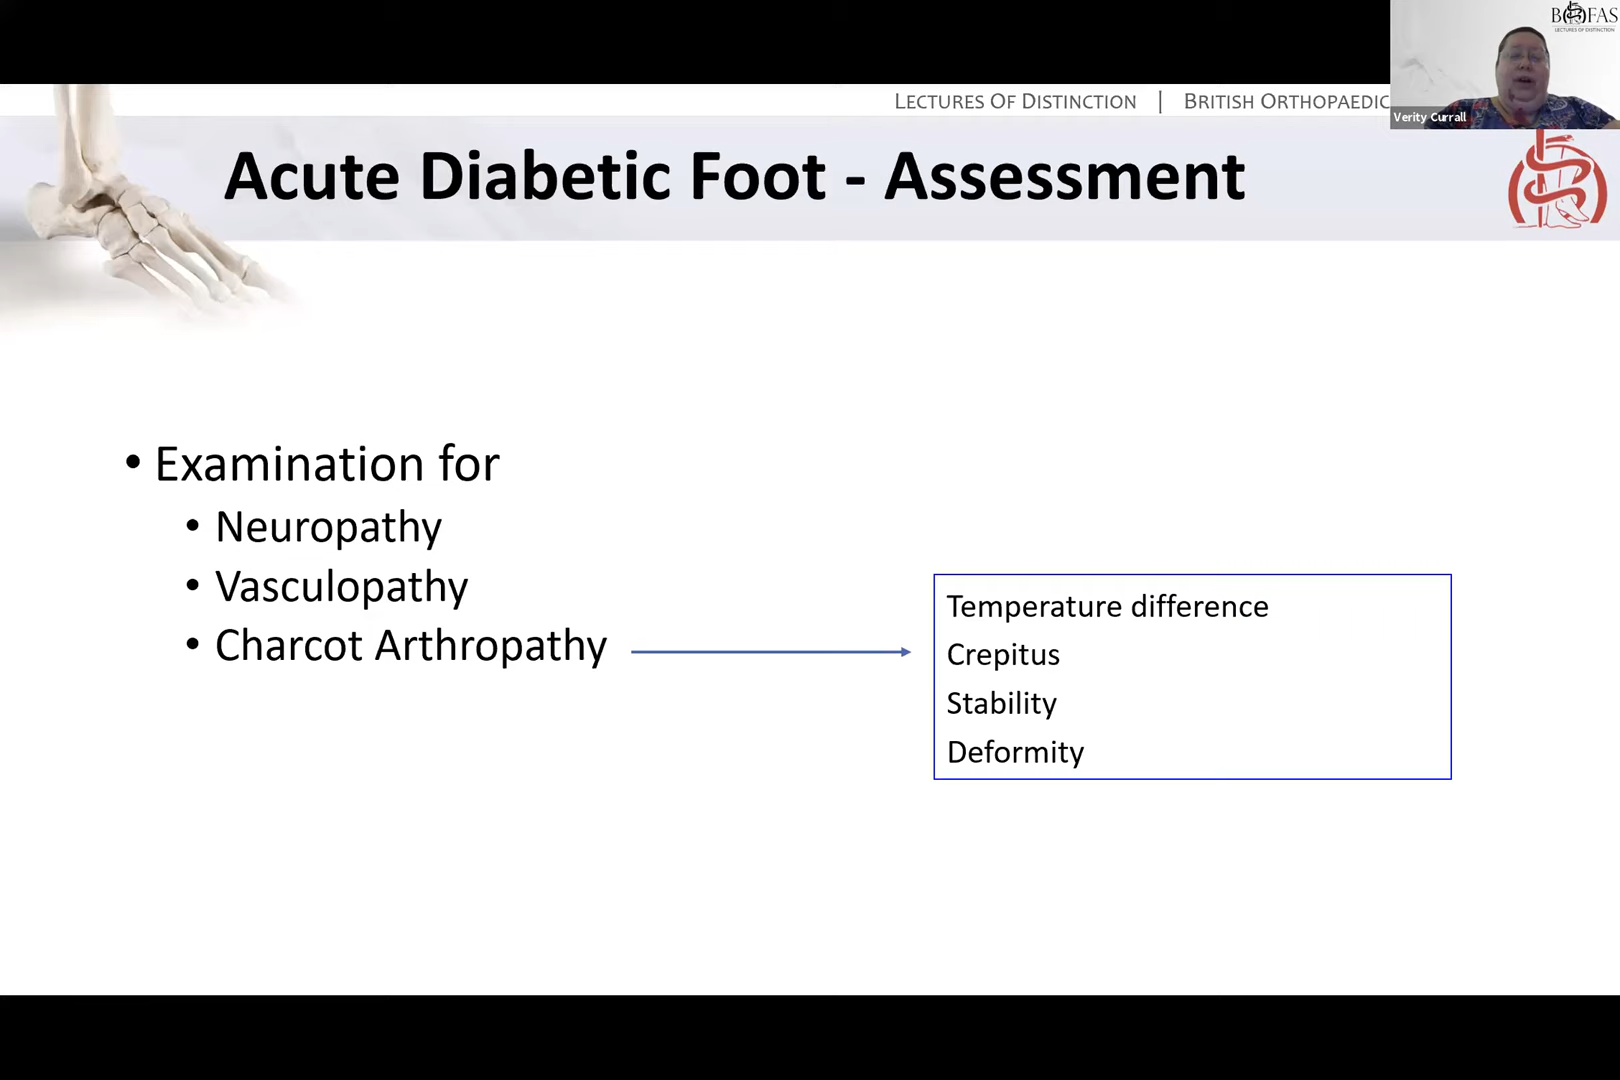 BOFAS
LECTURES OF DISTINCTION
LECTURES OF DISTINCTION | BRITISH ORTHOPAEDIC
Verity Currall
Acute Diabetic Foot - Assessment
• Examination for
• Neuropathy
• Vasculopathy
• Charcot Arthropathy
Temperature difference
Crepitus
Stability
Deformity